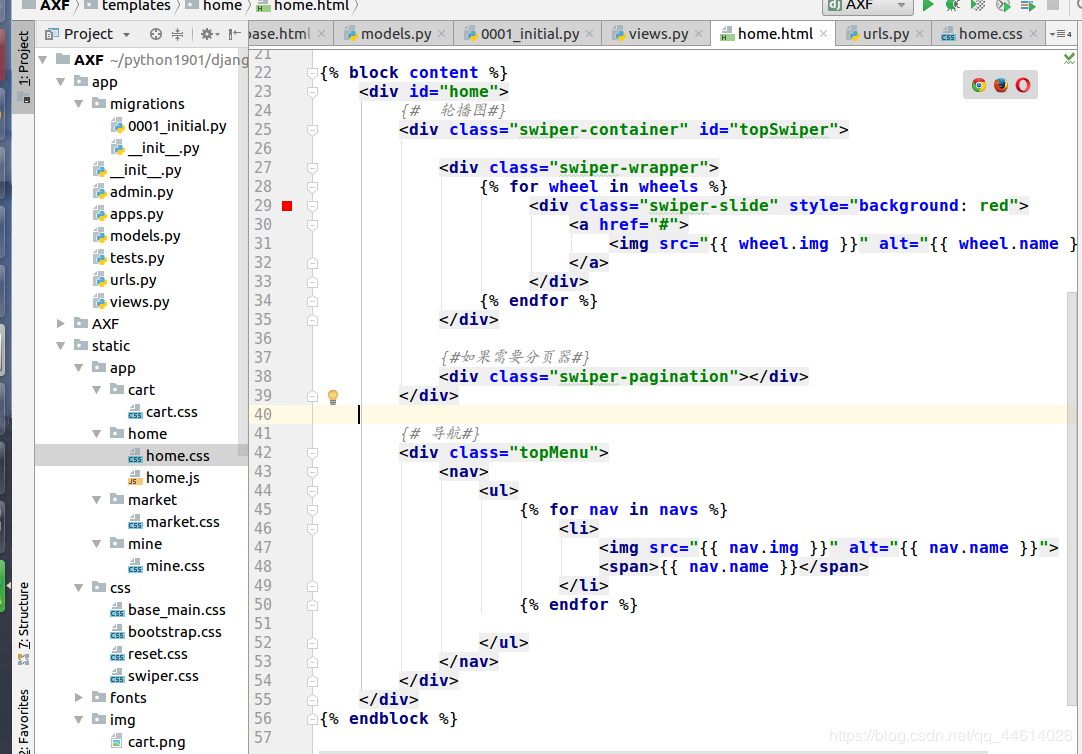 AXF templates home home.html AXF
Project base.html models.py 0001_initial.py views.py home.html urls.py home.css 4
1: Project
7: Structure
2: Favorites
AXF ~/python1901/djang
app
migrations
0001_initial.py
__init__.py
__init__.py
admin.py
apps.py
models.py
tests.py
urls.py
views.py
AXF
static
app
cart
cart.css
home
home.css
home.js
market
market.css
mine
mine.css
css
base_main.css
bootstrap.css
reset.css
swiper.css
fonts
img
cart.png
21
22 {% block content %}
23 <div id="home">
24 {# 轮播图#}
25 <div class="swiper-container" id="topSwiper">
26
27 <div class="swiper-wrapper">
28 {% for wheel in wheels %}
29 <div class="swiper-slide" style="background: red">
30 <a href="#">
31 <img src="{{ wheel.img }}" alt="{{ wheel.name }
32 </a>
33 </div>
34 {% endfor %}
35 </div>
36
37 {#如果需要分页器#}
38 <div class="swiper-pagination"></div>
39 </div>
40
41 {# 导航#}
42 <div class="topMenu">
43 <nav>
44 <ul>
45 {% for nav in navs %}
46 <li>
47 <img src="{{ nav.img }}" alt="{{ nav.name }}">
48 <span>{{ nav.name }}</span>
49 </li>
50 {% endfor %}
51
52 </ul>
53 </nav>
54 </div>
55 </div>
56 {% endblock %}
57
https://blog.csdn.net/qq_44614026